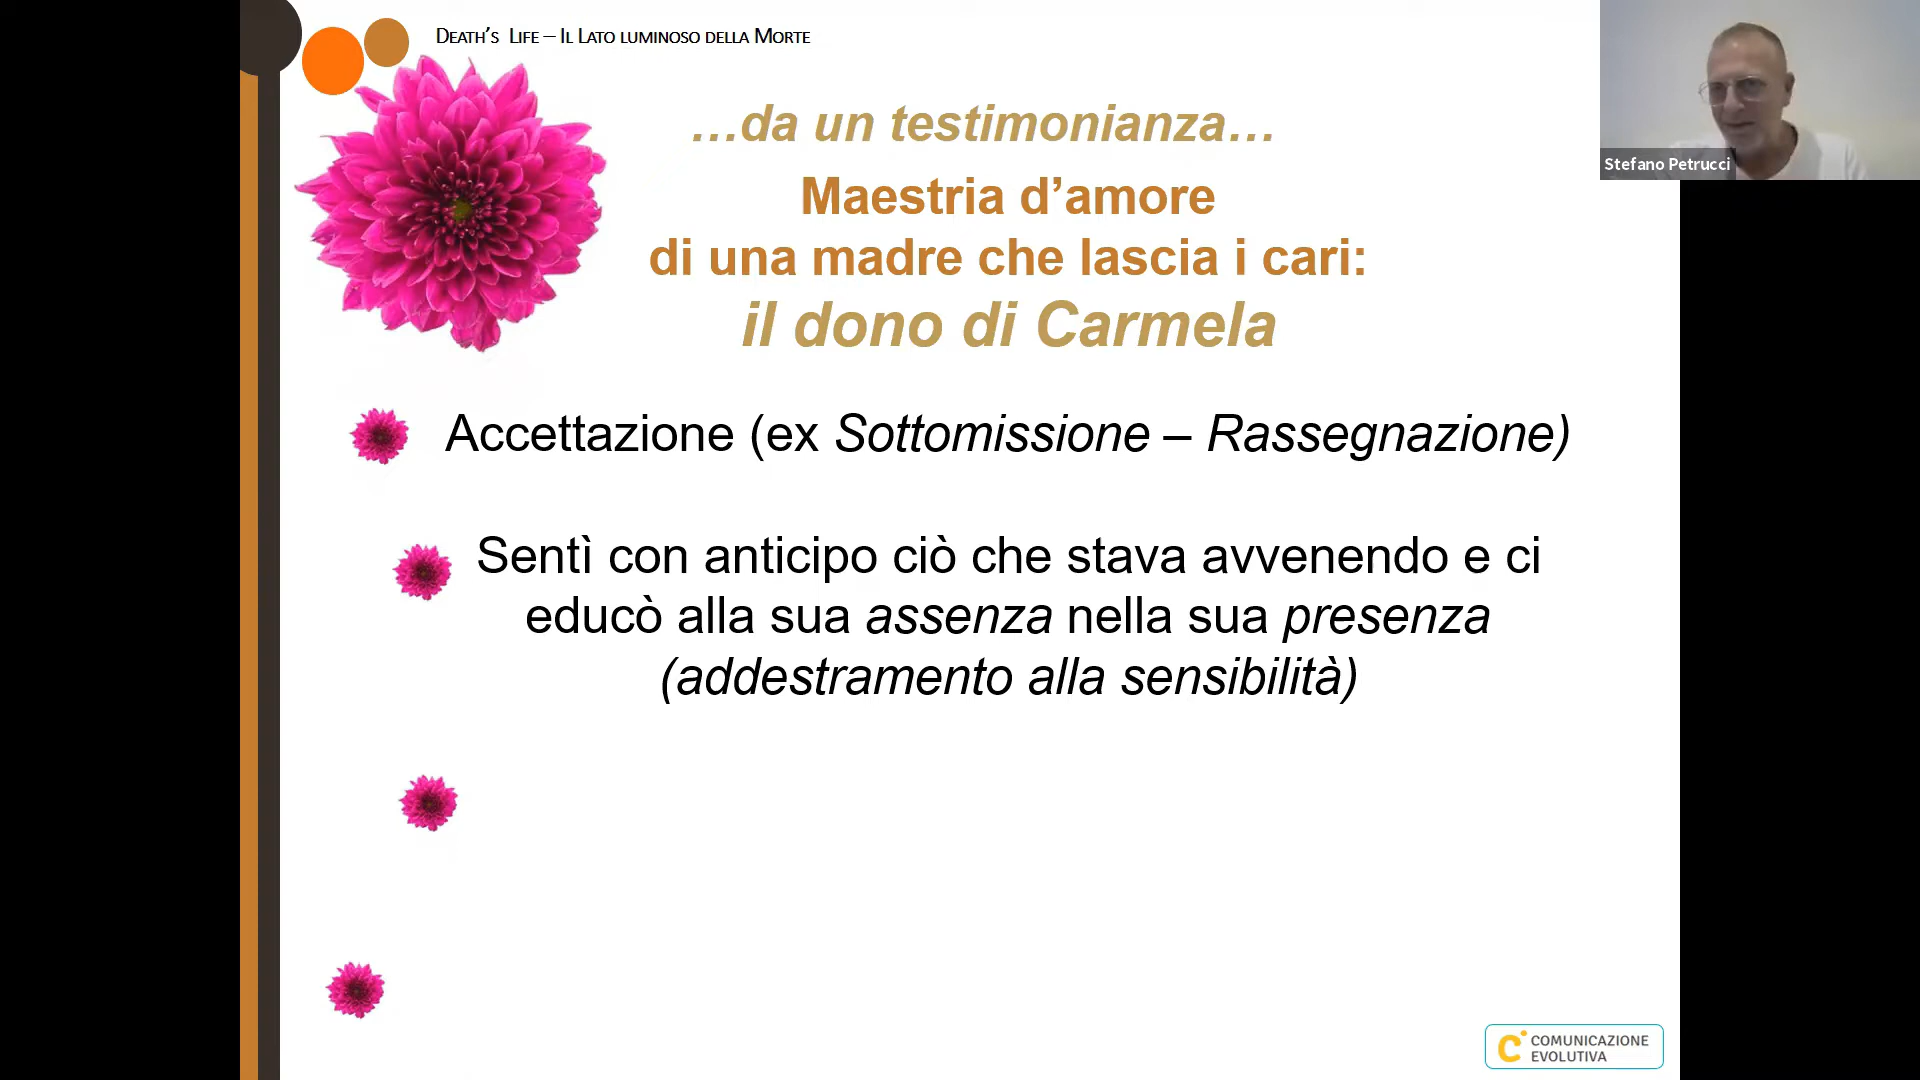 Death's Life – Il Lato luminoso della Morte
Stefano Petrucci
…da un testimonianza…
Maestria d’amore
di una madre che lascia i cari:
il dono di Carmela
Accettazione (ex Sottomissione – Rassegnazione)
Sentì con anticipo ciò che stava avvenendo e ci
educò alla sua assenza nella sua presenza
(addestramento alla sensibilità)
COMUNICAZIONE
EVOLUTIVA